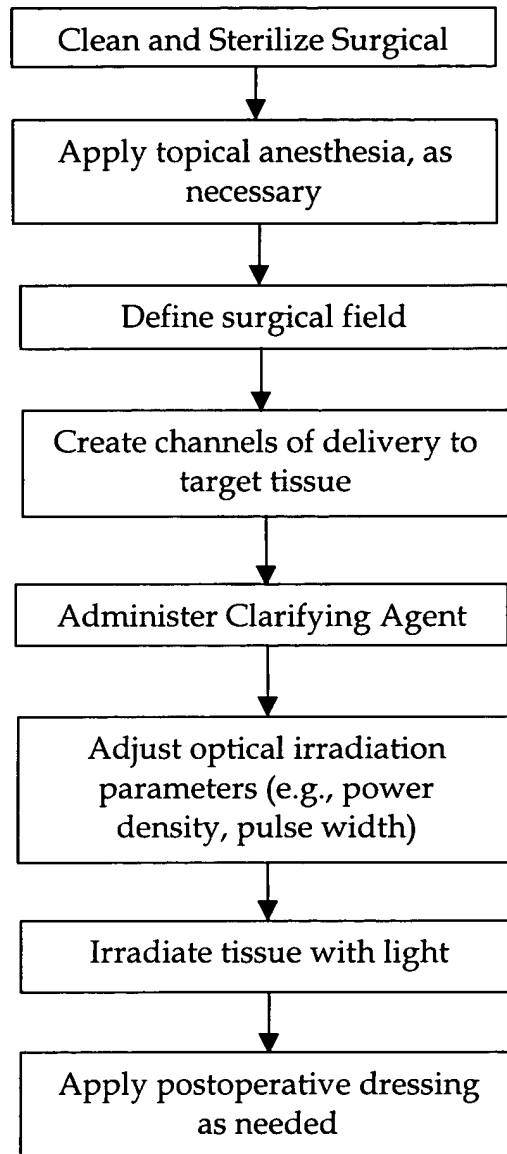 Clean and Sterilize Surgical
Apply topical anesthesia, as
necessary
Define surgical field
Create channels of delivery to
target tissue
Administer Clarifying Agent
Adjust optical irradiation
parameters (e.g., power
density, pulse width)
Irradiate tissue with light
Apply postoperative dressing
as needed